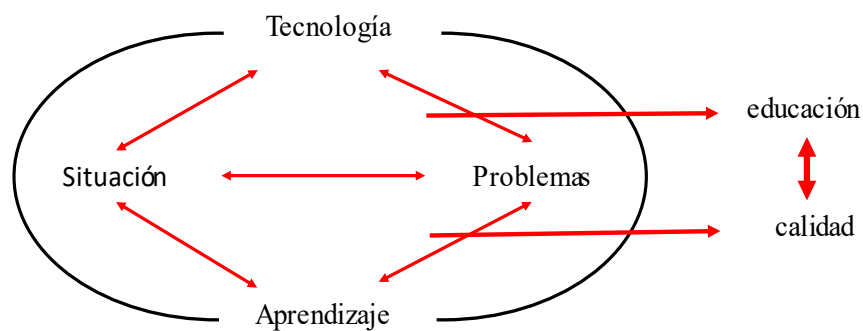 Tecnología
educación
Situación
Problemas
calidad
Aprendizaje